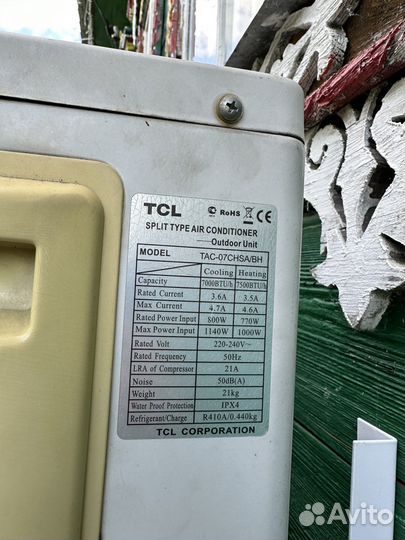 TCL RoHS CE
SPLIT TYPE AIR CONDITIONER
Outdoor Unit
MODEL TAC-07CHSA/BH
Cooling Heating
Capacity 7000BTU/h 7500BTU/h
Rated Current 3.6A 3.5A
Max Current 4.7A 4.6A
Rated Power Input 800W 770W
Max Power Input 1140W 1000W
Rated Volt 220-240V~
Rated Frequency 50Hz
LRA of Compressor 21A
Noise 50dB(A)
Weight 21kg
Water Proof Protection IPX4
Refrigerant/Charge R410A/0.440kg
TCL CORPORATION
Avito